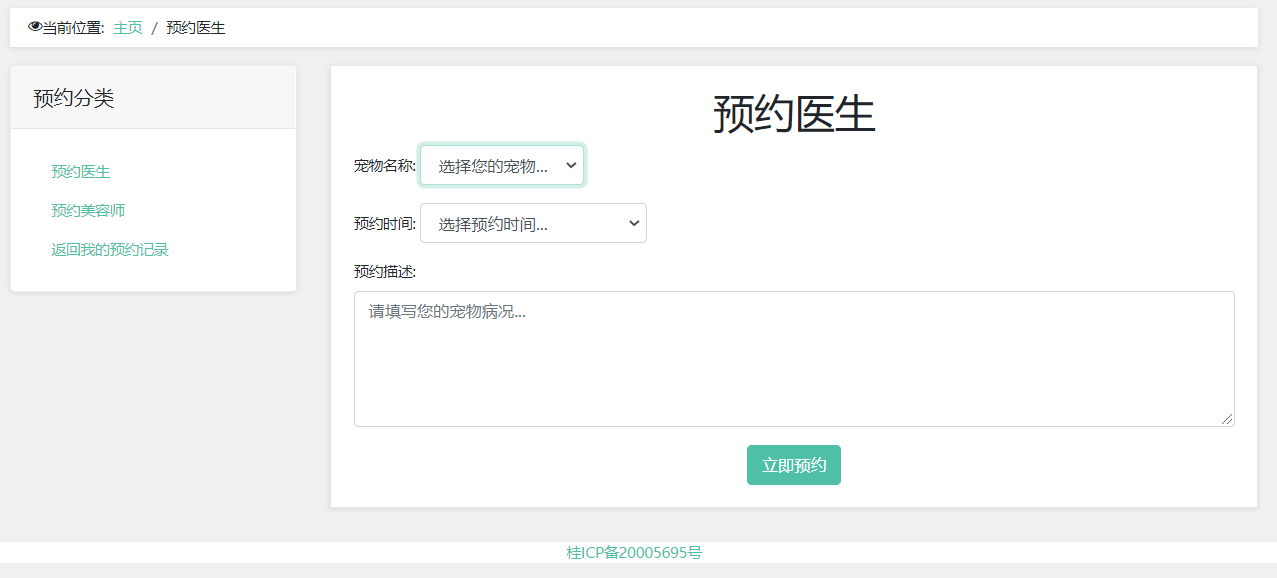 当前位置: 主页 / 预约医生
预约分类
预约医生
预约美容师
返回我的预约记录
预约医生
宠物名称: 选择您的宠物...
预约时间: 选择预约时间...
预约描述:
请填写您的宠物病况...
立即预约
桂ICP备20005695号